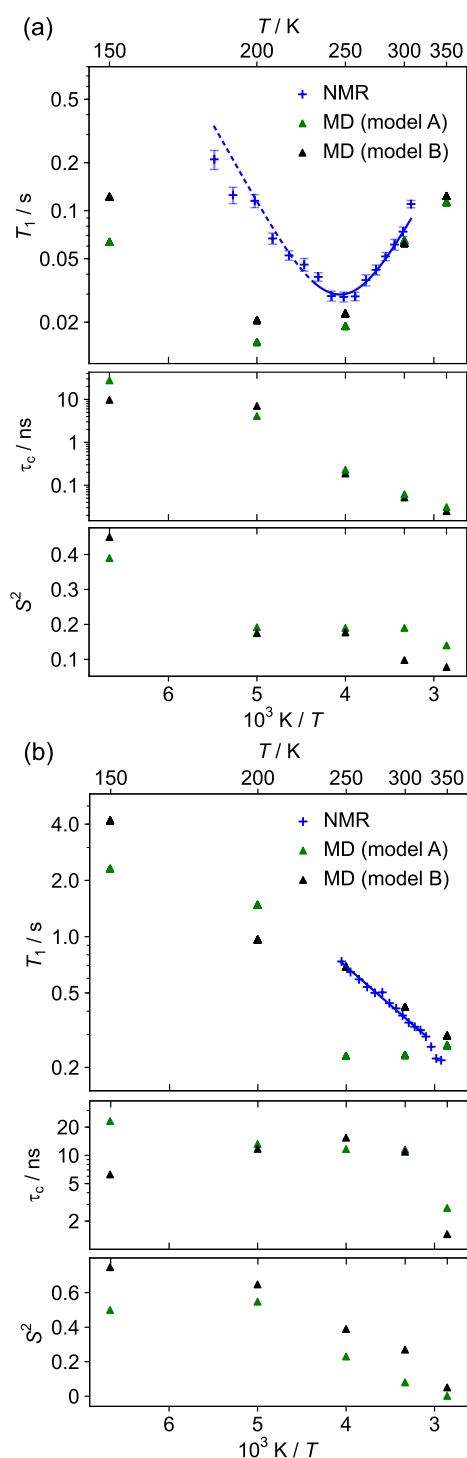 (a)
T / K
150 200 250 300 350
NMR
MD (model A)
MD (model B)
T₁ / s
0.5
0.2
0.1
0.05
0.02
τc / ns
10
1
0.1
S²
0.4
0.3
0.2
0.1
6 5 4 3
10³ K / T
(b)
T / K
150 200 250 300 350
NMR
MD (model A)
MD (model B)
T₁ / s
4.0
2.0
1.0
0.5
0.2
τc / ns
20
10
5
2
S²
0.6
0.4
0.2
0
6 5 4 3
10³ K / T